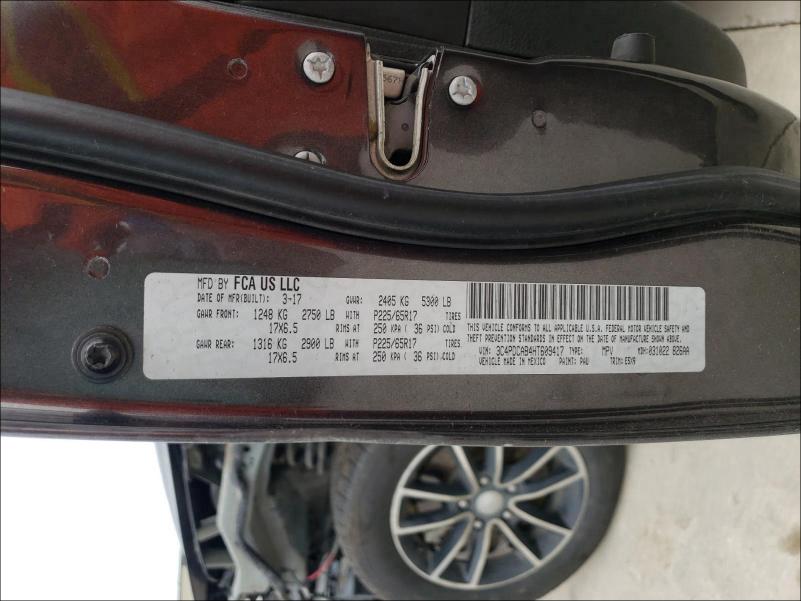 MFD BY FCA US LLC
DATE OF MFR(BUILT): 3-17 GVWR: 2405 KG 5300 LB
GAWR FRONT: 1248 KG 2750 LB WITH P225/65R17 TIRES
17X6.5 RIMS AT 250 KPA ( 36 PSI) COLD
GAWR REAR: 1316 KG 2900 LB WITH P225/65R17 TIRES
17X6.5 RIMS AT 250 KPA ( 36 PSI) COLD
THIS VEHICLE CONFORMS TO ALL APPLICABLE U.S.A. FEDERAL MOTOR VEHICLE SAFETY AND
THEFT PREVENTION STANDARDS IN EFFECT ON THE DATE OF MANUFACTURE SHOWN ABOVE.
VIN: 3C4PDCAB4HT609417 TYPE: MPV MDH: 031022 826AA
VEHICLE MADE IN MEXICO PAINT: PAU TRIM: E5X9